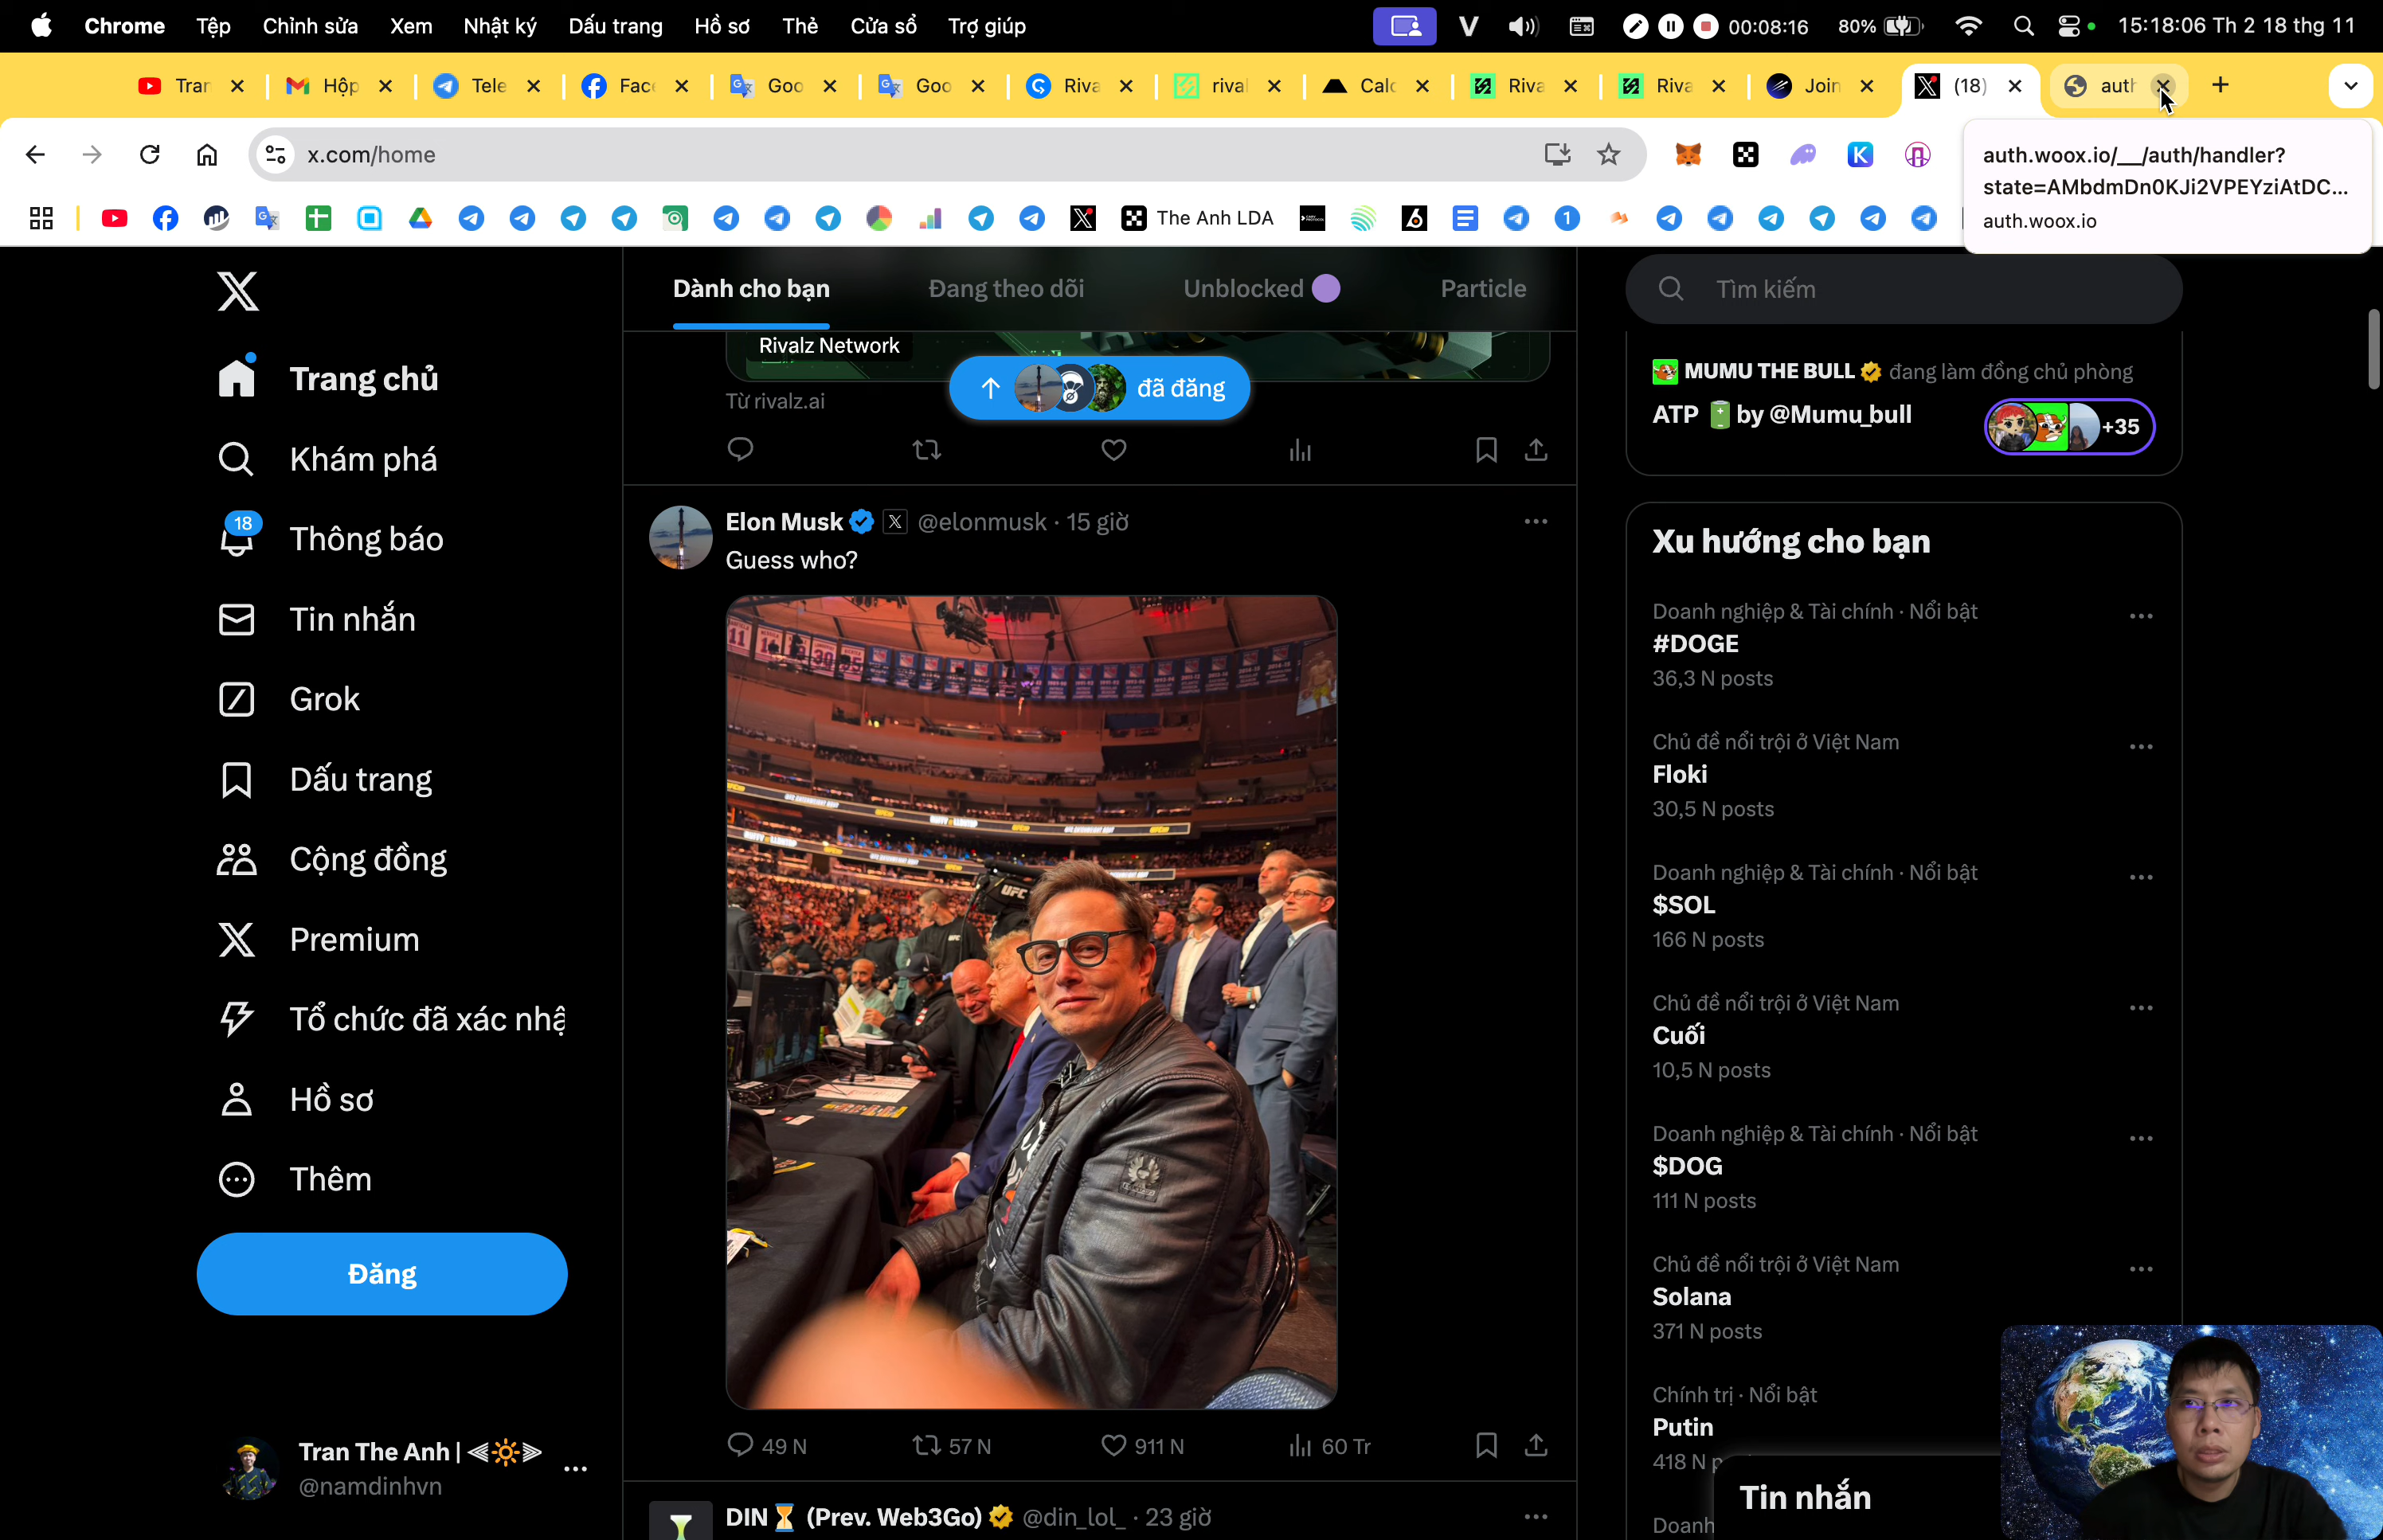 Chrome Tệp Chỉnh sửa Xem Nhật ký Dấu trang Hồ sơ Thẻ Cửa sổ Trợ giúp
00:08:16 80% 15:18:06 Th 2 18 thg 11
Tran Hộp Tele Face Goo Goo Riva rival Calc Riva Riva Join (18) auth
x.com/home
auth.woox.io/__/auth/handler?
state=AMbdmDn0KJi2VPEYziAtDC...
auth.woox.io
The Anh LDA
Trang chủ
Khám phá
18
Thông báo
Tin nhắn
Grok
Dấu trang
Cộng đồng
Premium
Tổ chức đã xác nhậ
Hồ sơ
Thêm
Đăng
Tran The Anh |
@namdinhvn
Dành cho bạn Đang theo dõi Unblocked Particle
Rivalz Network
đã đăng
Từ rivalz.ai
Elon Musk @elonmusk · 15 giờ
Guess who?
UFC
49 N 57 N 911 N 60 Tr
DIN⏳ (Prev. Web3Go) @din_lol_ · 23 giờ
Tìm kiếm
MUMU THE BULL đang làm đồng chủ phòng
ATP 🔋 by @Mumu_bull
+35
Xu hướng cho bạn
Doanh nghiệp & Tài chính · Nổi bật
#DOGE
36,3 N posts
Chủ đề nổi trội ở Việt Nam
Floki
30,5 N posts
Doanh nghiệp & Tài chính · Nổi bật
$SOL
166 N posts
Chủ đề nổi trội ở Việt Nam
Cuối
10,5 N posts
Doanh nghiệp & Tài chính · Nổi bật
$DOG
111 N posts
Chủ đề nổi trội ở Việt Nam
Solana
371 N posts
Chính trị · Nổi bật
Putin
418 N
Doanh
Tin nhắn